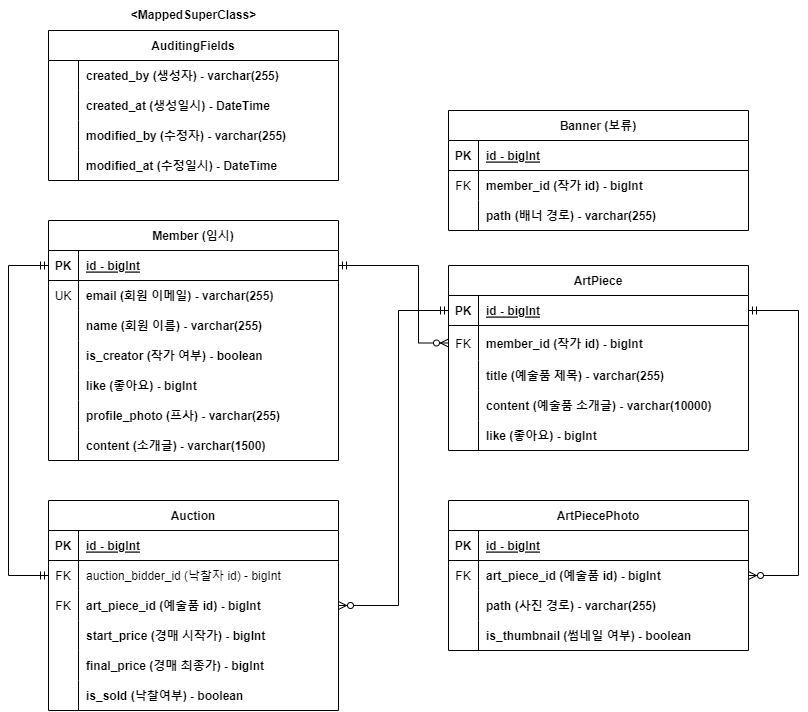 <MappedSuperClass>
AuditingFields
created_by (생성자) - varchar(255)
created_at (생성일시) - DateTime
modified_by (수정자) - varchar(255)
modified_at (수정일시) - DateTime
Banner (보류)
PK id - bigInt
FK member_id (작가 id) - bigInt
path (배너 경로) - varchar(255)
Member (임시)
PK id - bigInt
UK email (회원 이메일) - varchar(255)
name (회원 이름) - varchar(255)
is_creator (작가 여부) - boolean
like (좋아요) - bigInt
profile_photo (프사) - varchar(255)
content (소개글) - varchar(1500)
ArtPiece
PK id - bigInt
FK member_id (작가 id) - bigInt
title (예술품 제목) - varchar(255)
content (예술품 소개글) - varchar(10000)
like (좋아요) - bigInt
Auction
PK id - bigInt
FK auction_bidder_id (낙찰자 id) - bigInt
FK art_piece_id (예술품 id) - bigInt
start_price (경매 시작가) - bigInt
final_price (경매 최종가) - bigInt
is_sold (낙찰여부) - boolean
ArtPiecePhoto
PK id - bigInt
FK art_piece_id (예술품 id) - bigInt
path (사진 경로) - varchar(255)
is_thumbnail (썸네일 여부) - boolean